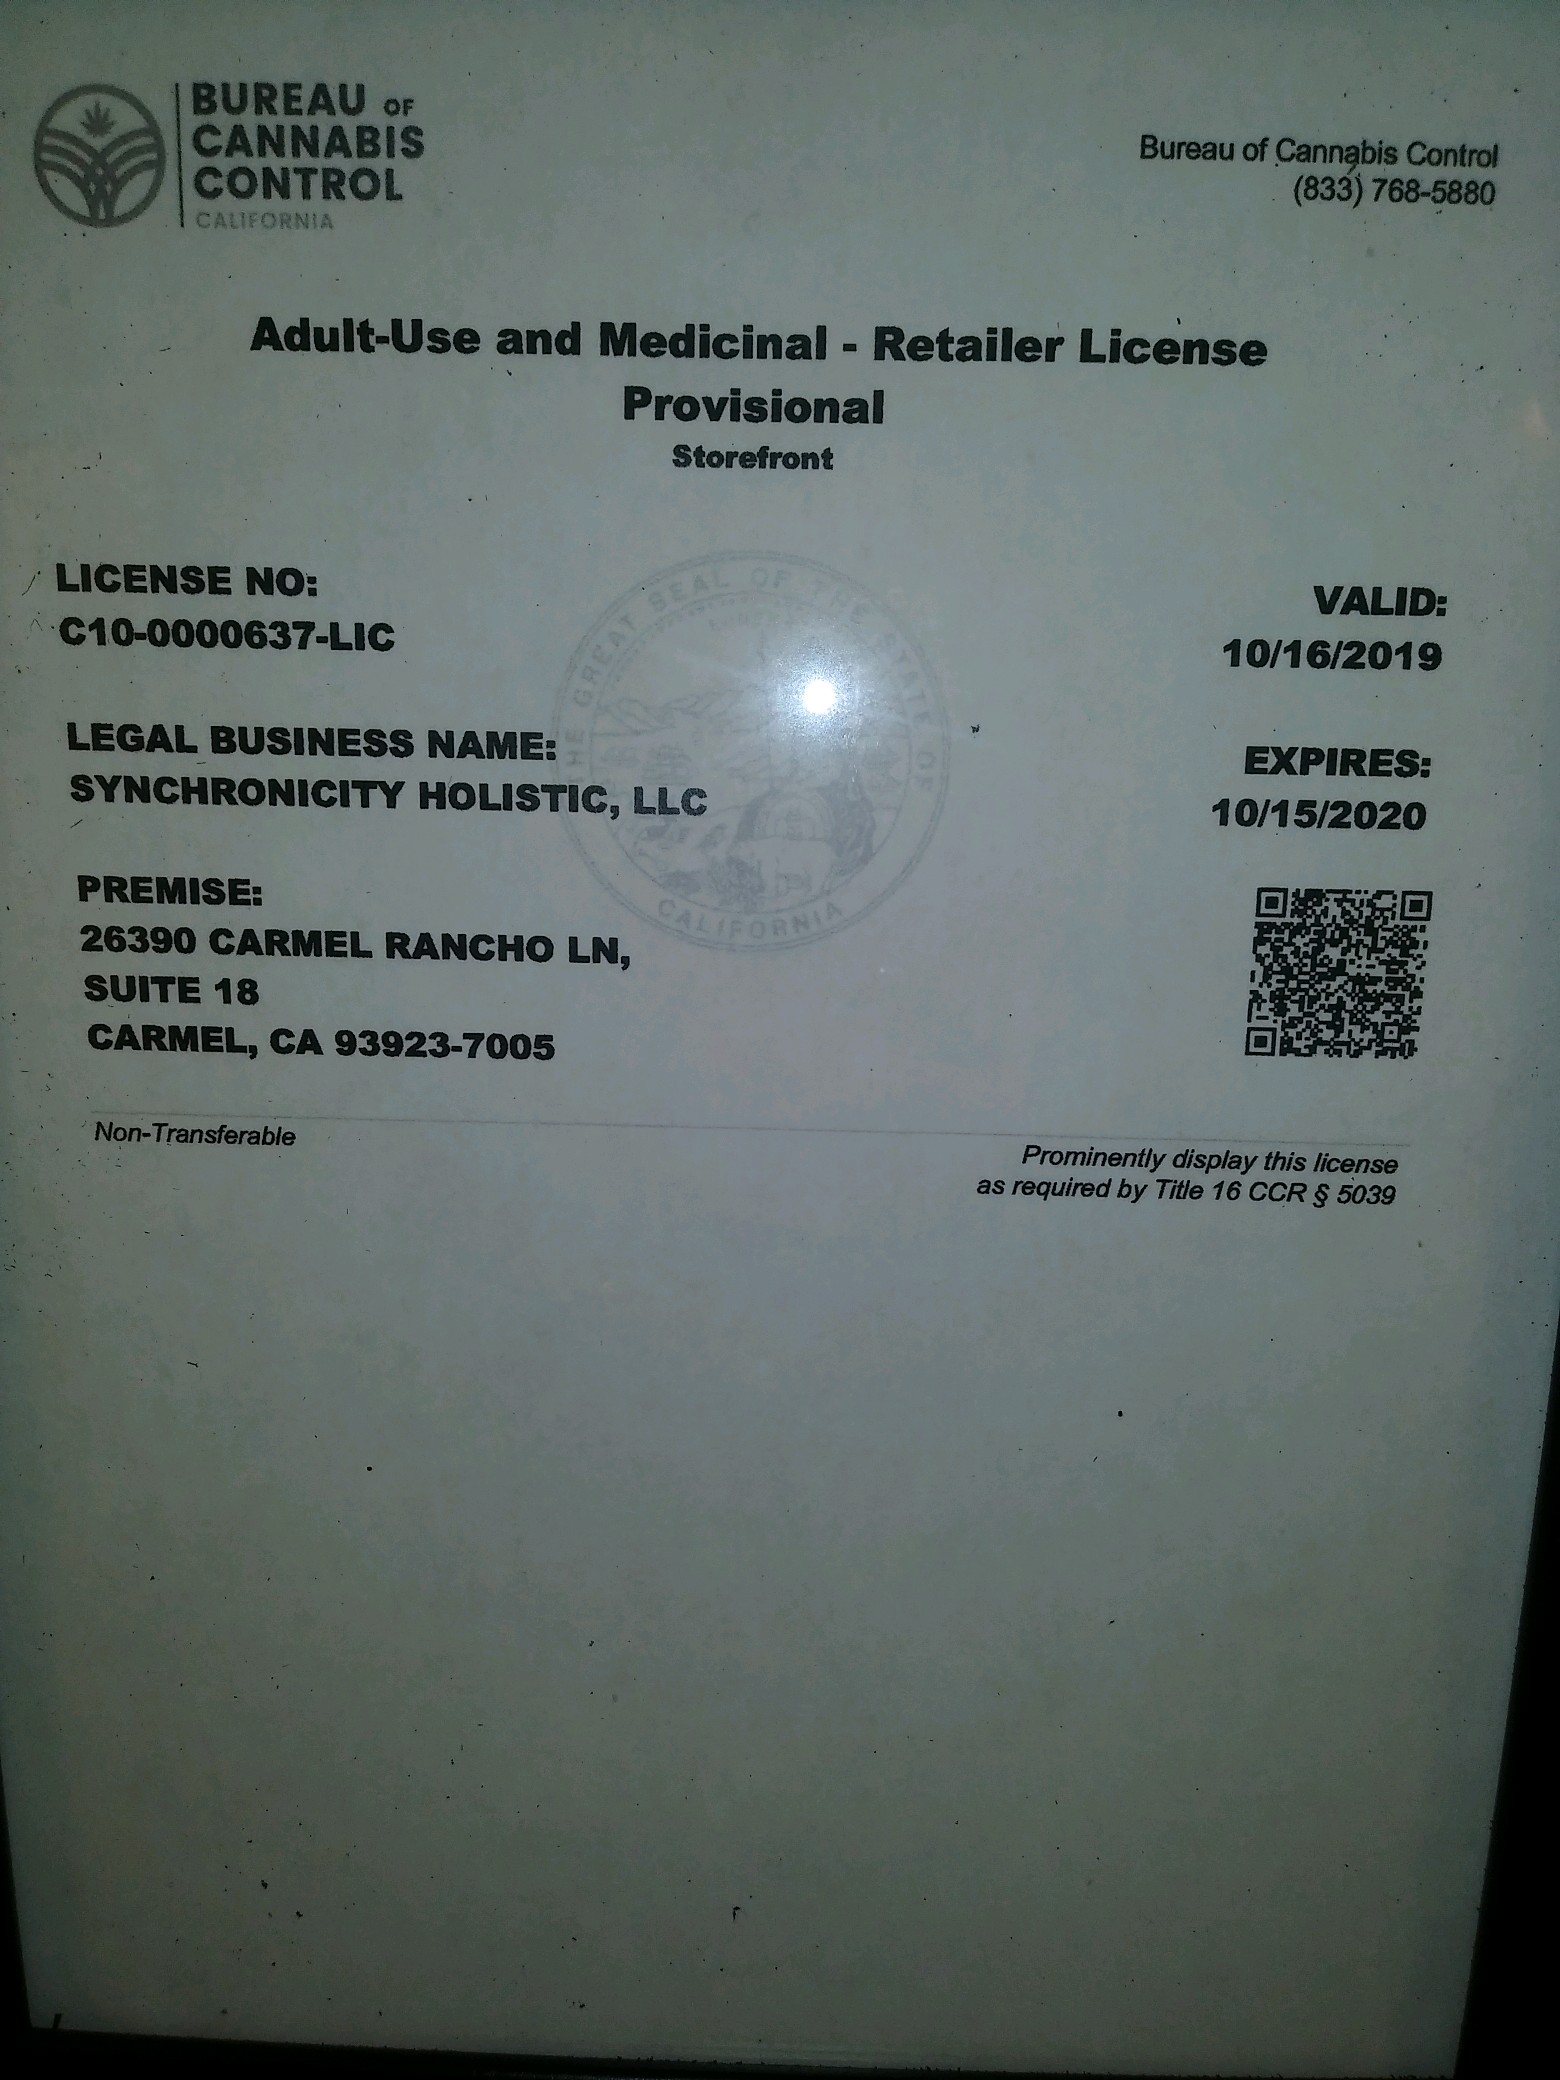 BUREAU OF
CANNABIS
CONTROL
CALIFORNIA
Bureau of Cannabis Control
(833) 768-5880
Adult-Use and Medicinal - Retailer License
Provisional
Storefront
LICENSE NO:
C10-0000637-LIC
VALID:
10/16/2019
LEGAL BUSINESS NAME:
SYNCHRONICITY HOLISTIC, LLC
EXPIRES:
10/15/2020
PREMISE:
26390 CARMEL RANCHO LN,
SUITE 18
CARMEL, CA 93923-7005
THE GREAT SEAL OF THE STATE OF
CALIFORNIA
Non-Transferable
Prominently display this license
as required by Title 16 CCR § 5039